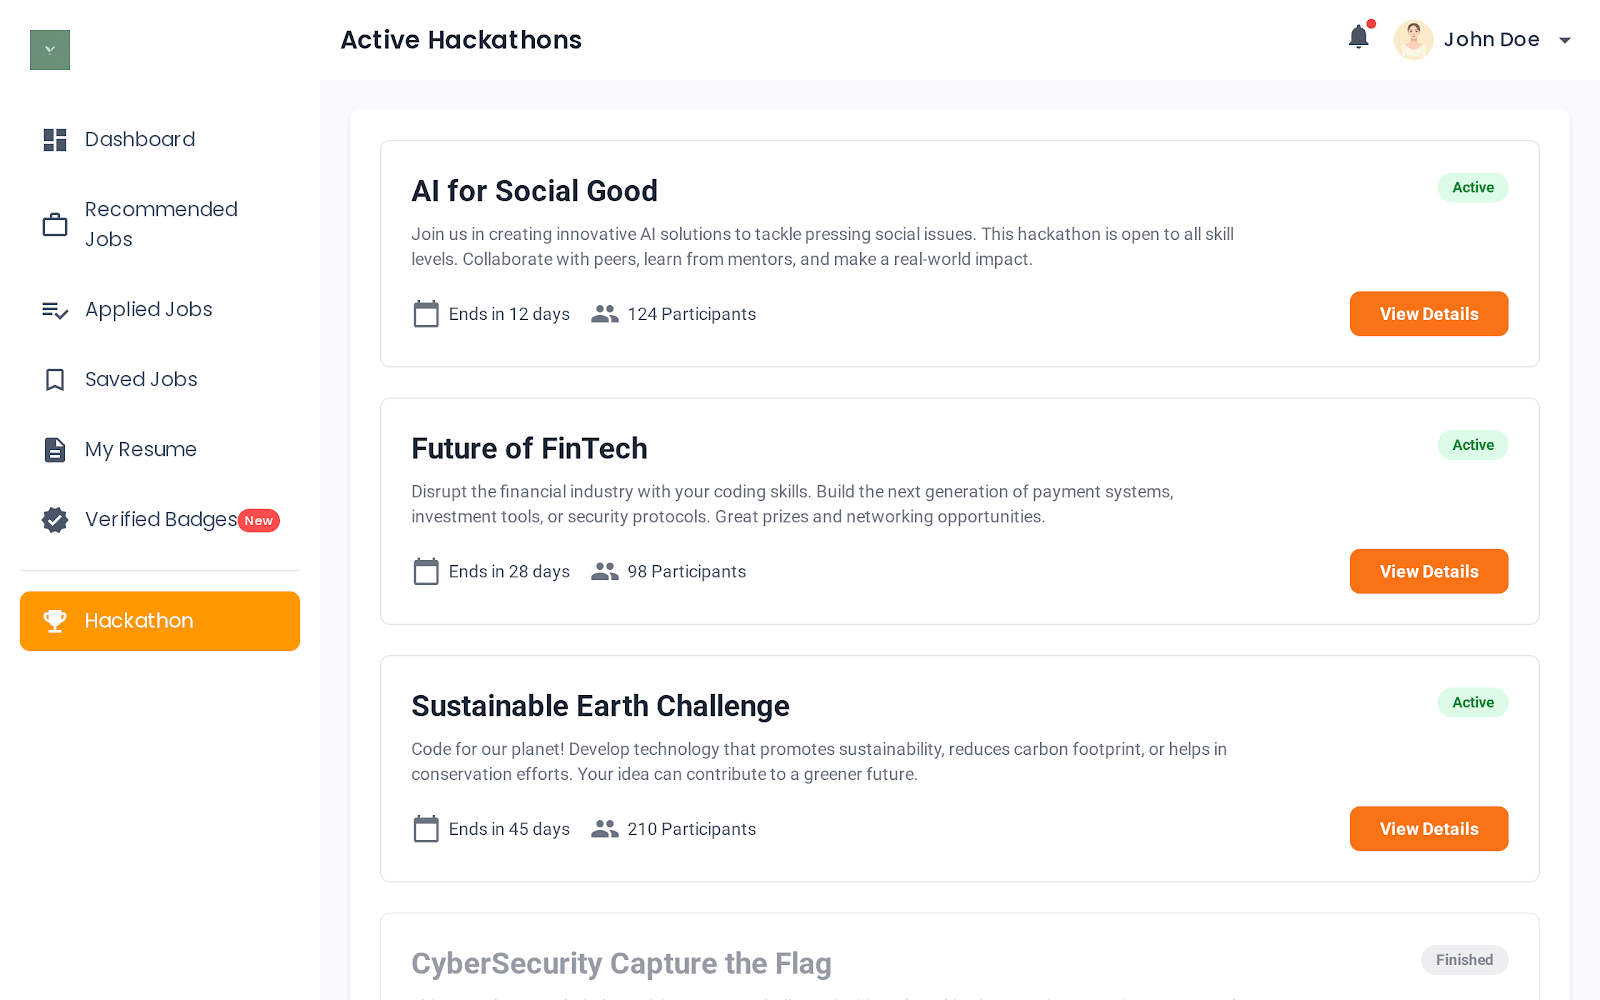 Active Hackathons
John Doe
Dashboard
Recommended
Jobs
Applied Jobs
Saved Jobs
My Resume
Verified Badges New
Hackathon
AI for Social Good
Active
Join us in creating innovative AI solutions to tackle pressing social issues. This hackathon is open to all skill
levels. Collaborate with peers, learn from mentors, and make a real-world impact.
Ends in 12 days 124 Participants
View Details
Future of FinTech
Active
Disrupt the financial industry with your coding skills. Build the next generation of payment systems,
investment tools, or security protocols. Great prizes and networking opportunities.
Ends in 28 days 98 Participants
View Details
Sustainable Earth Challenge
Active
Code for our planet! Develop technology that promotes sustainability, reduces carbon footprint, or helps in
conservation efforts. Your idea can contribute to a greener future.
Ends in 45 days 210 Participants
View Details
CyberSecurity Capture the Flag
Finished